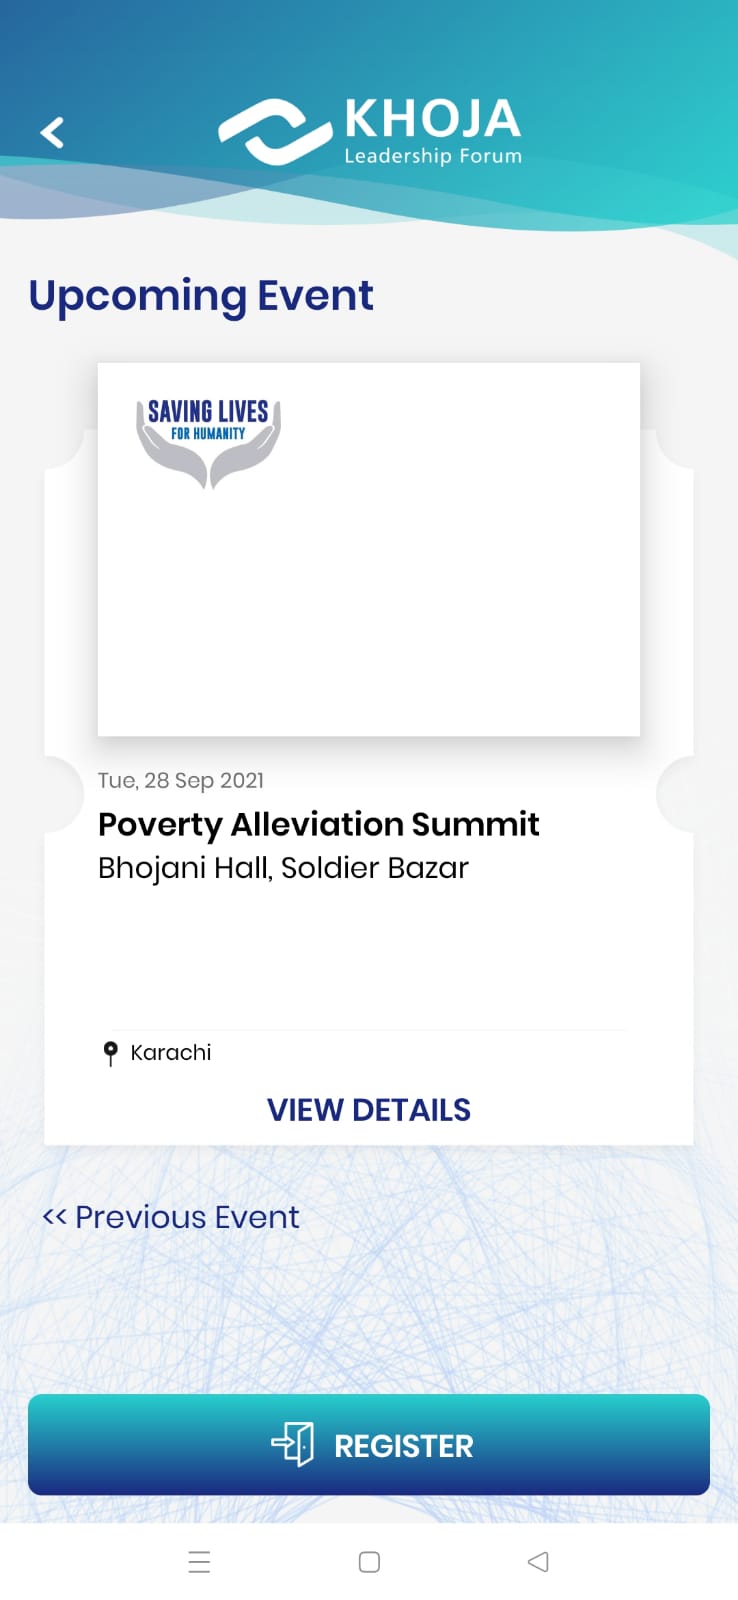 KHOJA
Leadership Forum
Upcoming Event
SAVING LIVES
FOR HUMANITY
Tue, 28 Sep 2021
Poverty Alleviation Summit
Bhojani Hall, Soldier Bazar
Karachi
VIEW DETAILS
<< Previous Event
REGISTER